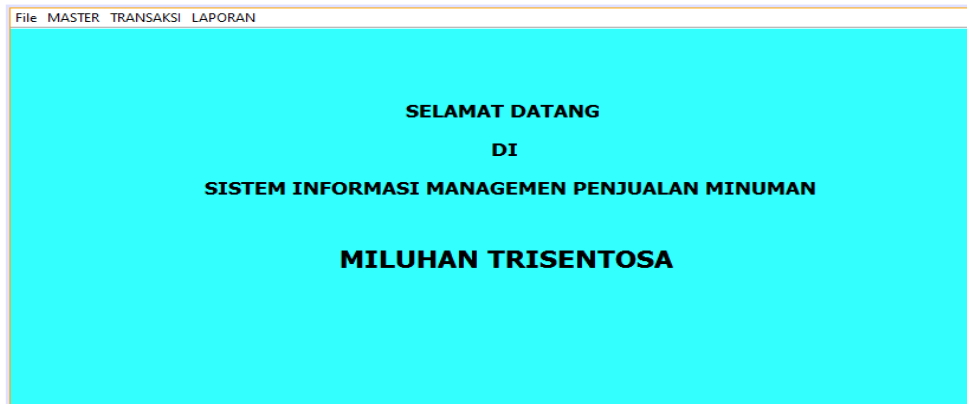 File MASTER TRANSAKSI LAPORAN
SELAMAT DATANG
DI
SISTEM INFORMASI MANAGEMEN PENJUALAN MINUMAN
MILUHAN TRISENTOSA